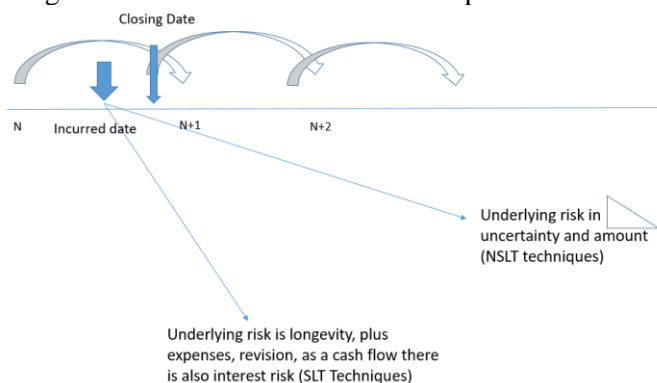 Closing Date
N
Incurred date
N+1
N+2
Underlying risk in
uncertainty and amount
(NSLT techniques)
Underlying risk is longevity, plus
expenses, revision, as a cash flow there
is also interest risk (SLT Techniques)